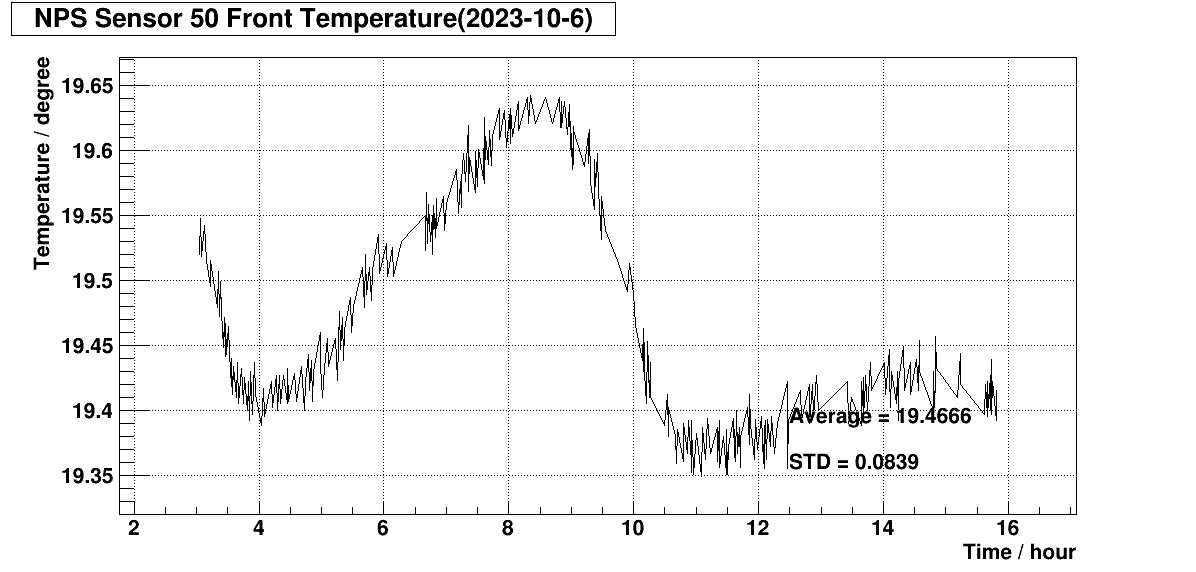 NPS Sensor 50 Front Temperature(2023-10-6)
Temperature / degree
19.65
19.6
19.55
19.5
19.45
19.4
19.35
Average = 19.4666
STD = 0.0839
2 4 6 8 10 12 14 16
Time / hour